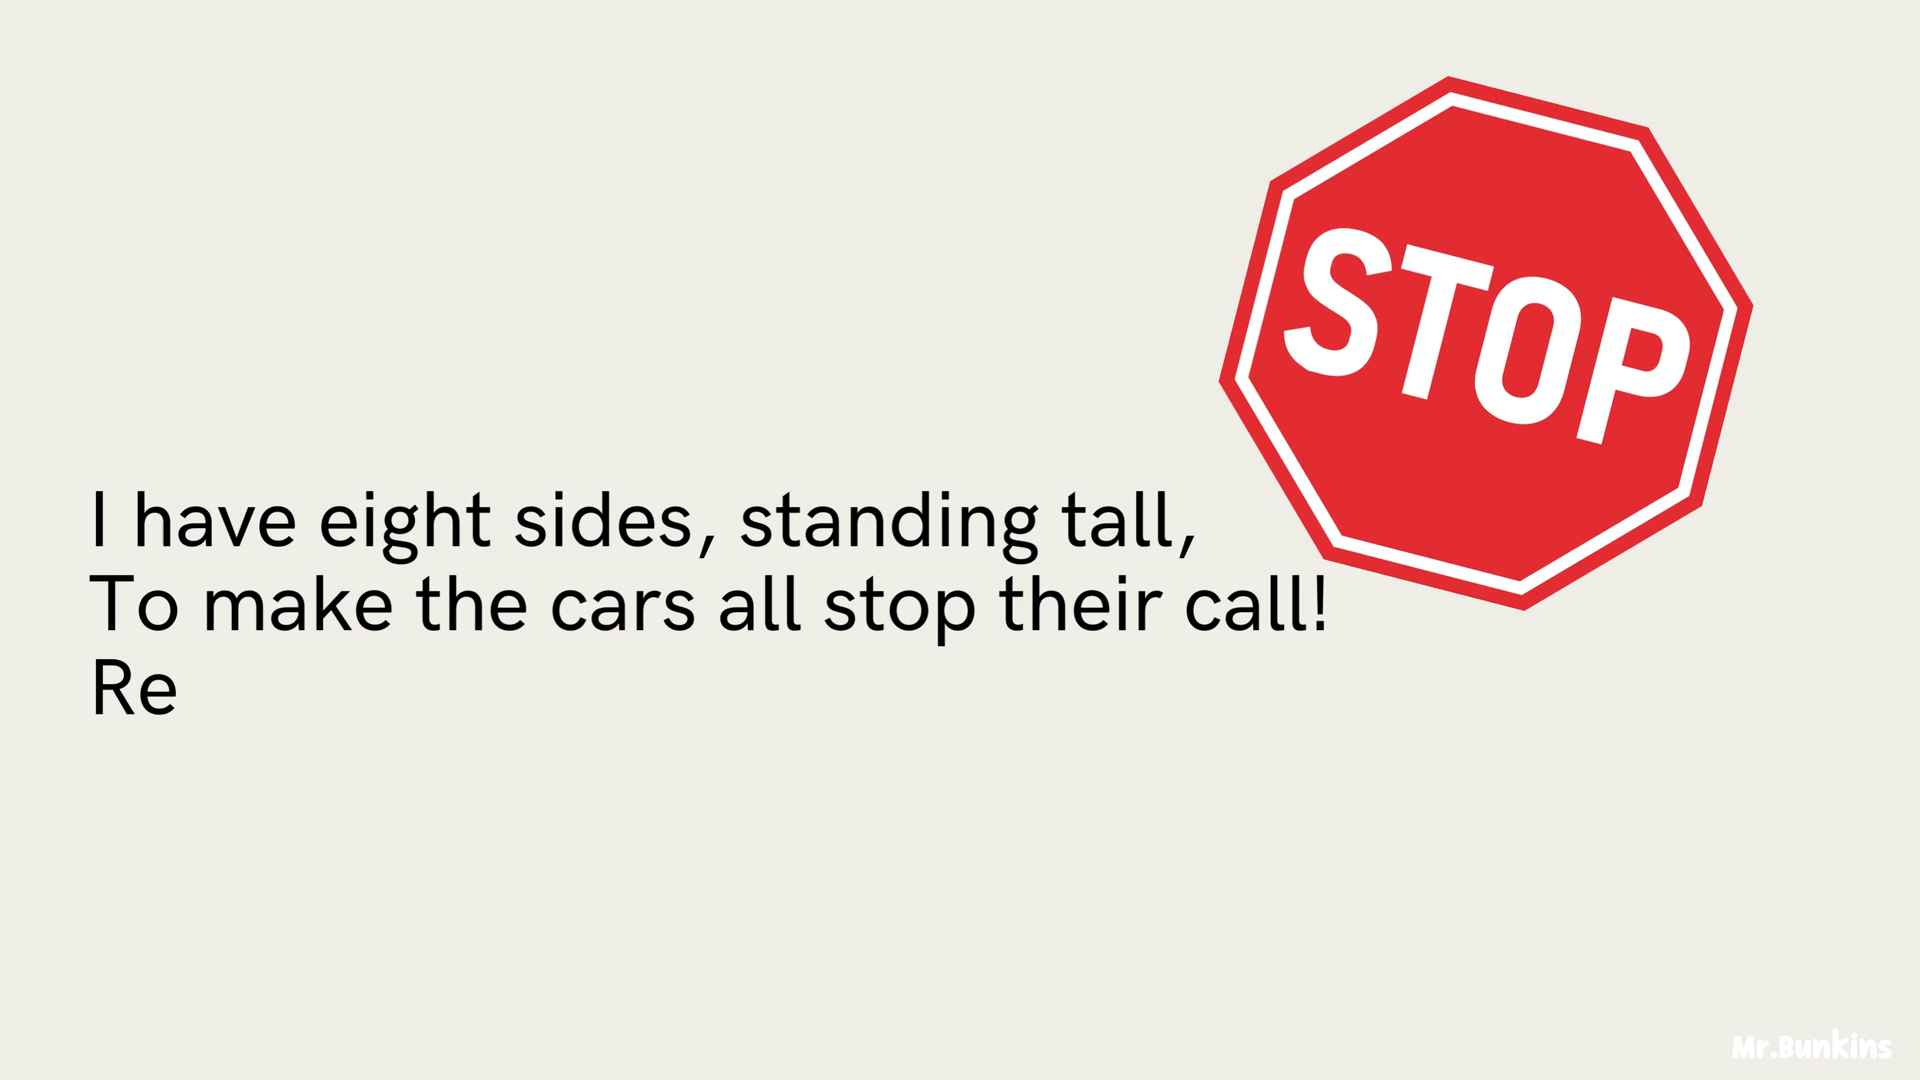 STOP
I have eight sides, standing tall,
To make the cars all stop their call!
Re
Mr.Bunkins